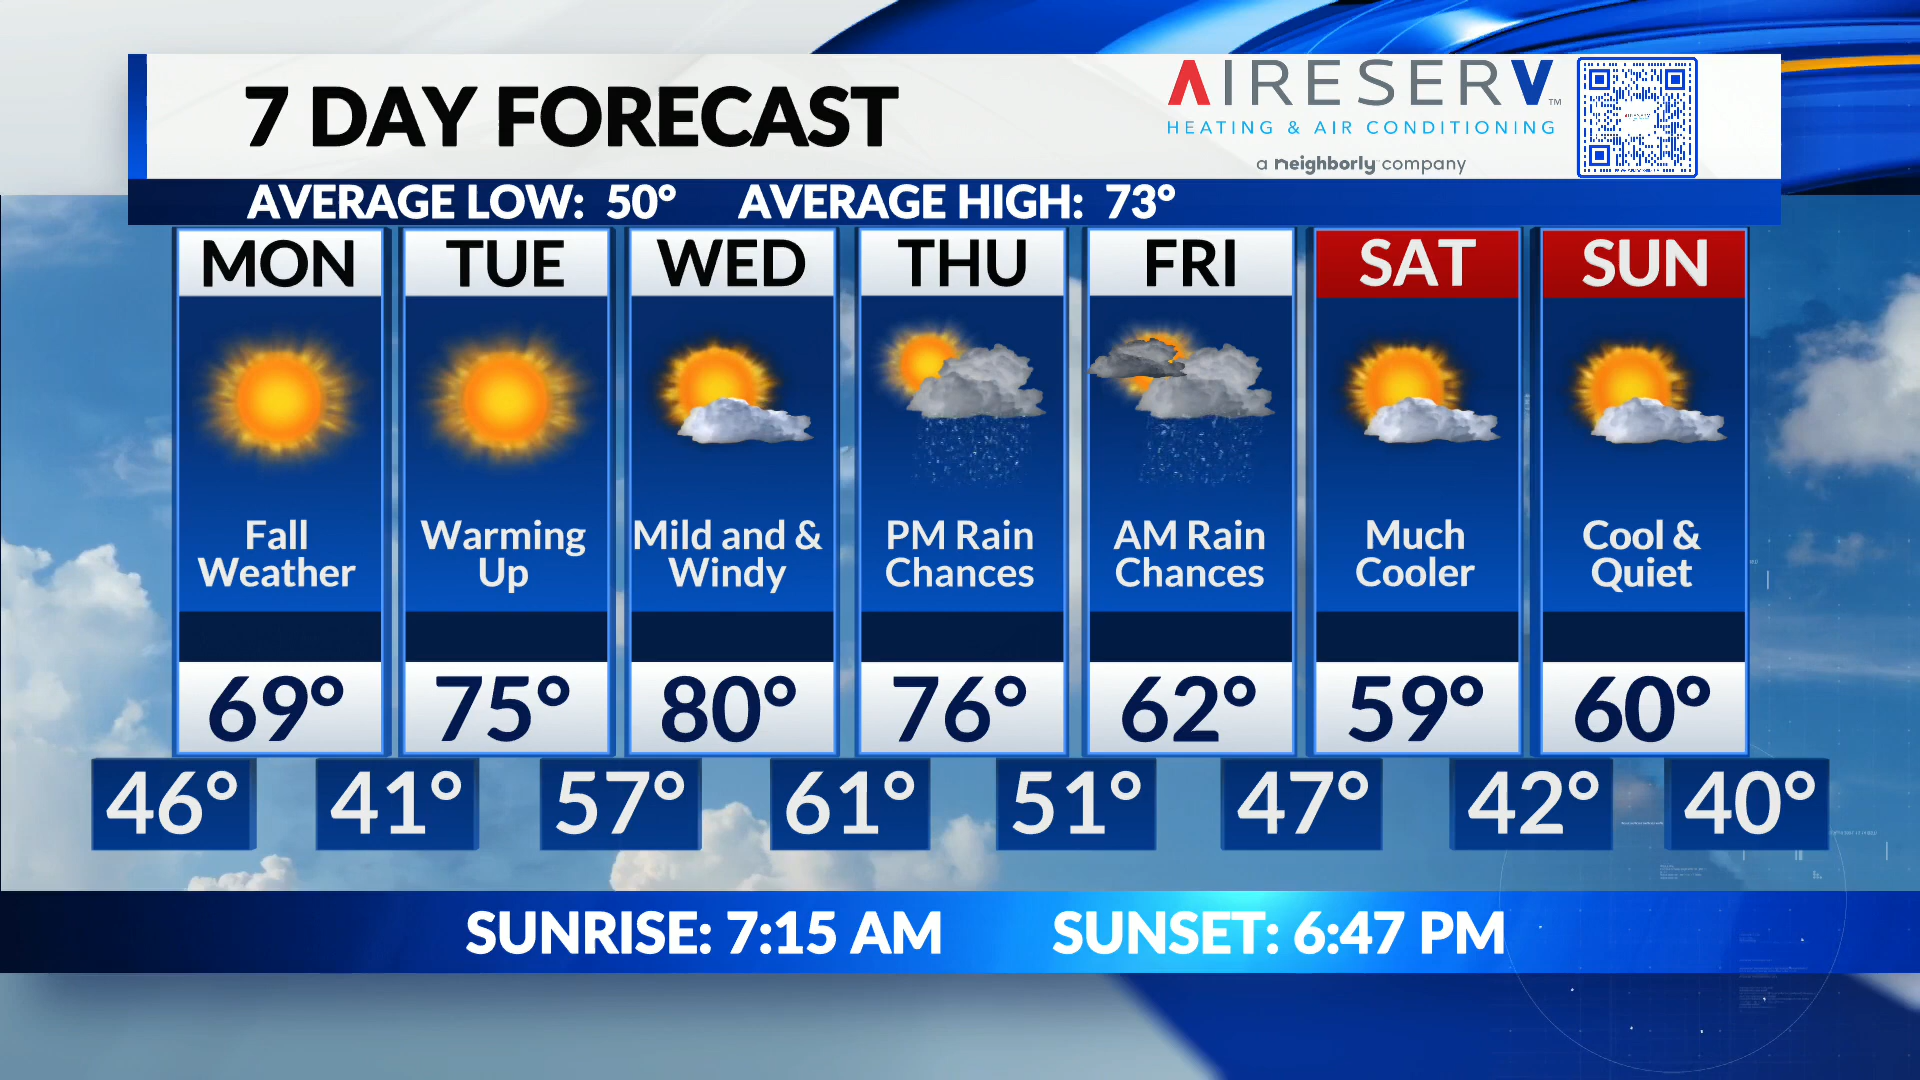 7 DAY FORECAST
AIRESERV™
HEATING & AIR CONDITIONING
a neighborly company
AVERAGE LOW: 50° AVERAGE HIGH: 73°
MON TUE WED THU FRI SAT SUN
Fall Weather
Warming Up
Mild and & Windy
PM Rain Chances
AM Rain Chances
Much Cooler
Cool & Quiet
69° 75° 80° 76° 62° 59° 60°
46° 41° 57° 61° 51° 47° 42° 40°
SUNRISE: 7:15 AM SUNSET: 6:47 PM